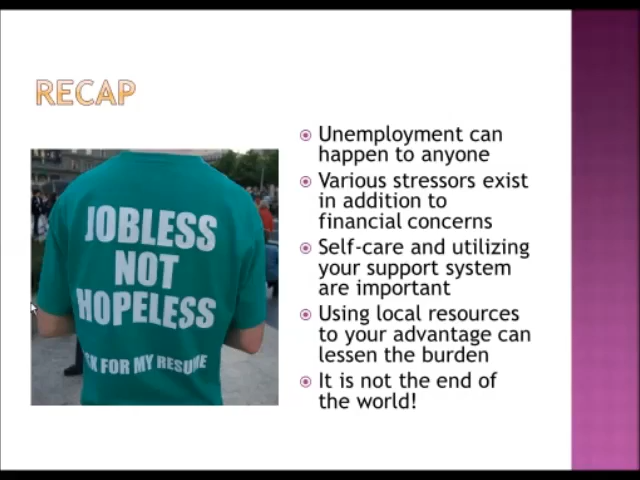 RECAP
JOBLESS
NOT
HOPELESS
FOR MY RESUME
Unemployment can
happen to anyone
Various stressors exist
in addition to
financial concerns
Self-care and utilizing
your support system
are important
Using local resources
to your advantage can
lessen the burden
It is not the end of
the world!